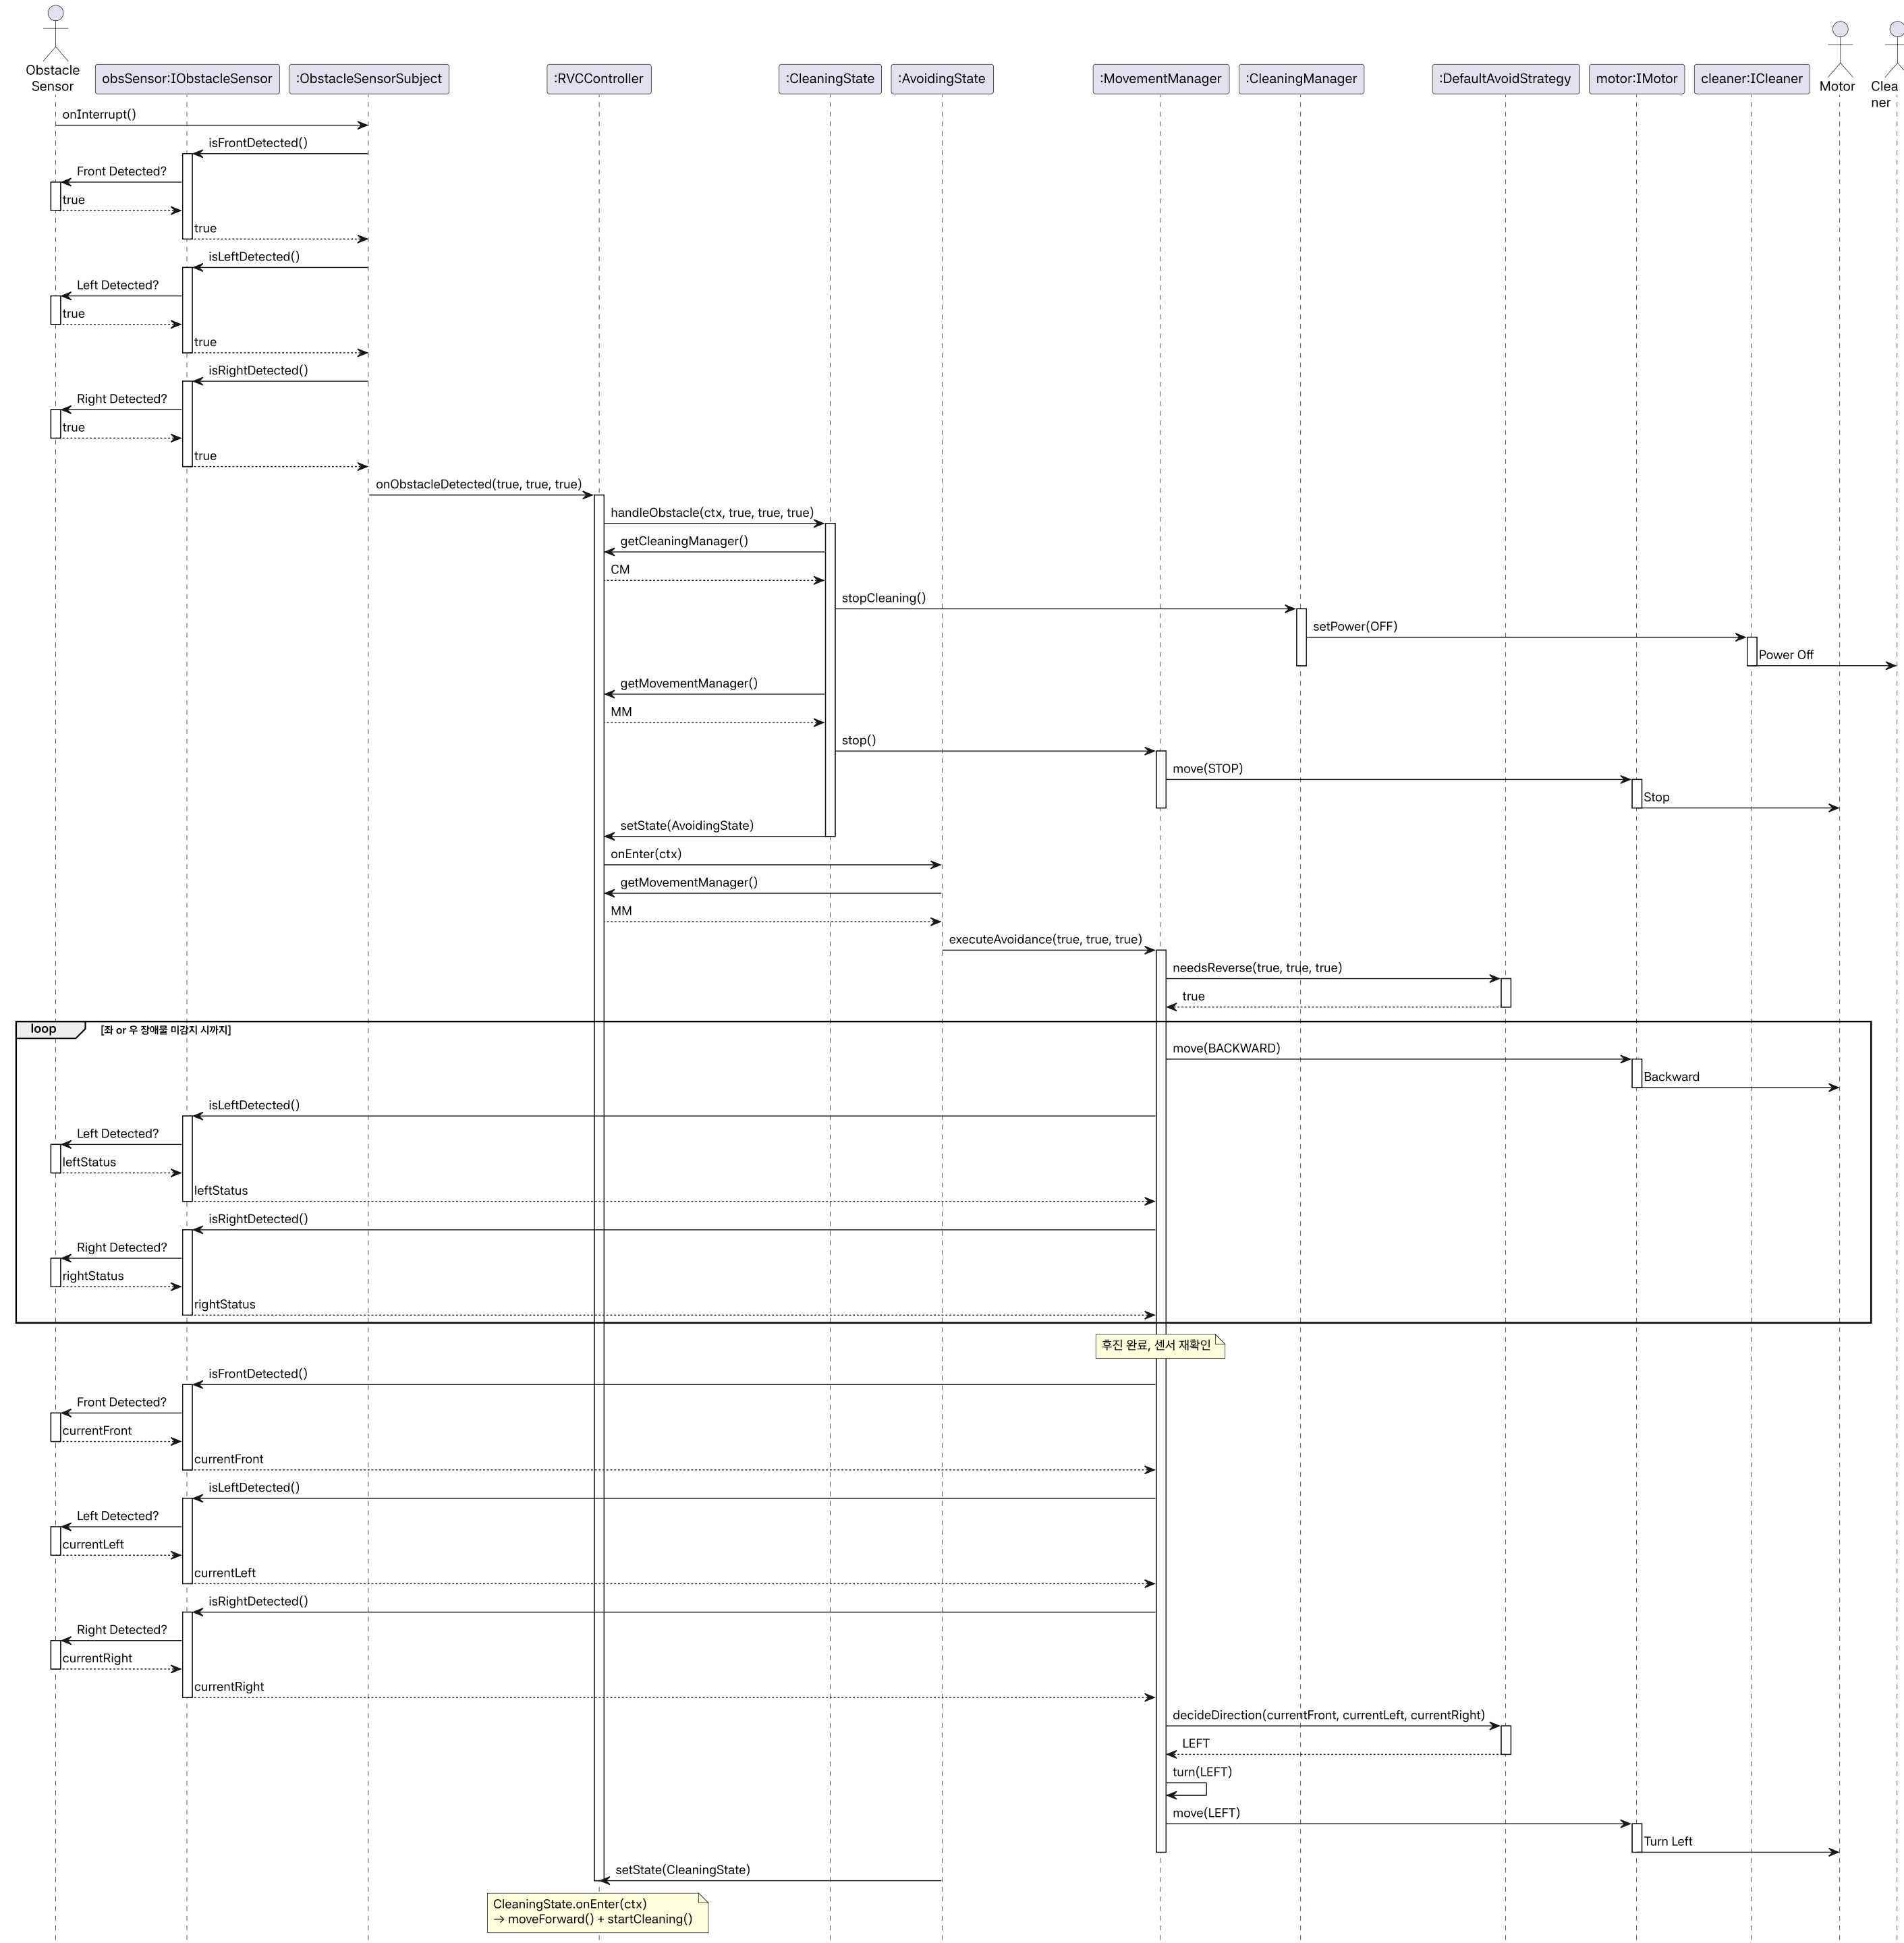 Obstacle
Sensor
obsSensor:IObstacleSensor
:ObstacleSensorSubject
:RVCController
:CleaningState
:AvoidingState
:MovementManager
:CleaningManager
:DefaultAvoidStrategy
motor:IMotor
cleaner:ICleaner
Motor
Clea
ner
onInterrupt()
isFrontDetected()
Front Detected?
true
true
isLeftDetected()
Left Detected?
true
true
isRightDetected()
Right Detected?
true
true
onObstacleDetected(true, true, true)
handleObstacle(ctx, true, true, true)
getCleaningManager()
CM
stopCleaning()
setPower(OFF)
Power Off
getMovementManager()
MM
stop()
move(STOP)
Stop
setState(AvoidingState)
onEnter(ctx)
getMovementManager()
MM
executeAvoidance(true, true, true)
needsReverse(true, true, true)
true
loop
[좌 or 우 장애물 미감지 시까지]
move(BACKWARD)
Backward
isLeftDetected()
Left Detected?
leftStatus
leftStatus
isRightDetected()
Right Detected?
rightStatus
rightStatus
후진 완료, 센서 재확인
isFrontDetected()
Front Detected?
currentFront
currentFront
isLeftDetected()
Left Detected?
currentLeft
currentLeft
isRightDetected()
Right Detected?
currentRight
currentRight
decideDirection(currentFront, currentLeft, currentRight)
LEFT
turn(LEFT)
move(LEFT)
Turn Left
setState(CleaningState)
CleaningState.onEnter(ctx)
→ moveForward() + startCleaning()